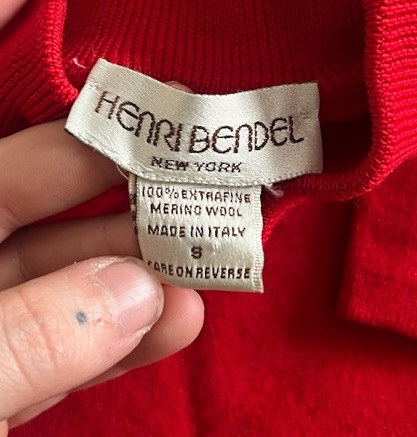 HENRI BENDEL
NEW YORK
100% EXTRAFINE
MERINO WOOL
MADE IN ITALY
S
CARE ON REVERSE